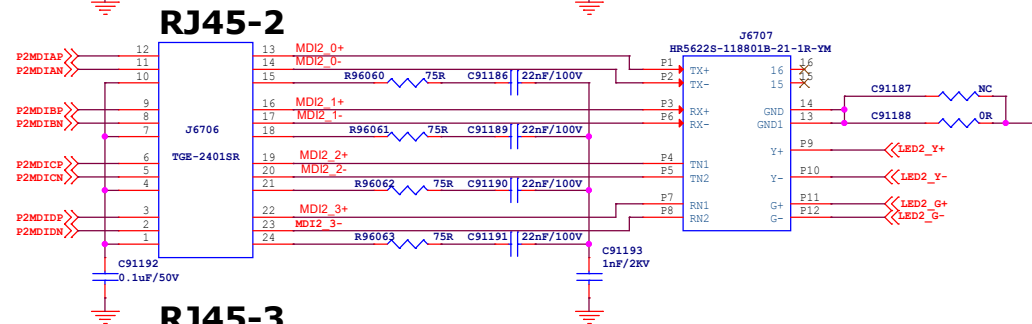 RJ45-2
J6707
HR5622S-118801B-21-1R-YM
P2MDIAP 12 13 MDI2_0+ P1 TX+ 16 16
P2MDIAN 11 14 MDI2_0- P2 TX- 15 15
10 15 R96060 75R C91186 22nF/100V
C91187 NC
P2MDIBP 9 16 MDI2_1+ P3 RX+ GND 14
P2MDIBN 8 17 MDI2_1- P6 RX- GND1 13 C91188 0R
7 18 R96061 75R C91189 22nF/100V
J6706
Y+ P9 LED2_Y+
TGE-2401SR
P2MDICP 6 19 MDI2_2+ P4 TN1
P2MDICN 5 20 MDI2_2- P5 TN2 Y- P10 LED2_Y-
4 21 R96062 75R C91190 22nF/100V
P2MDIDP 3 22 MDI2_3+ P7 RN1 G+ P11 LED2_G+
P2MDIDN 2 23 MDI2_3- P8 RN2 G- P12 LED2_G-
1 24 R96063 75R C91191 22nF/100V
C91193
1nF/2KV
C91192
0.1uF/50V
RJ45-3